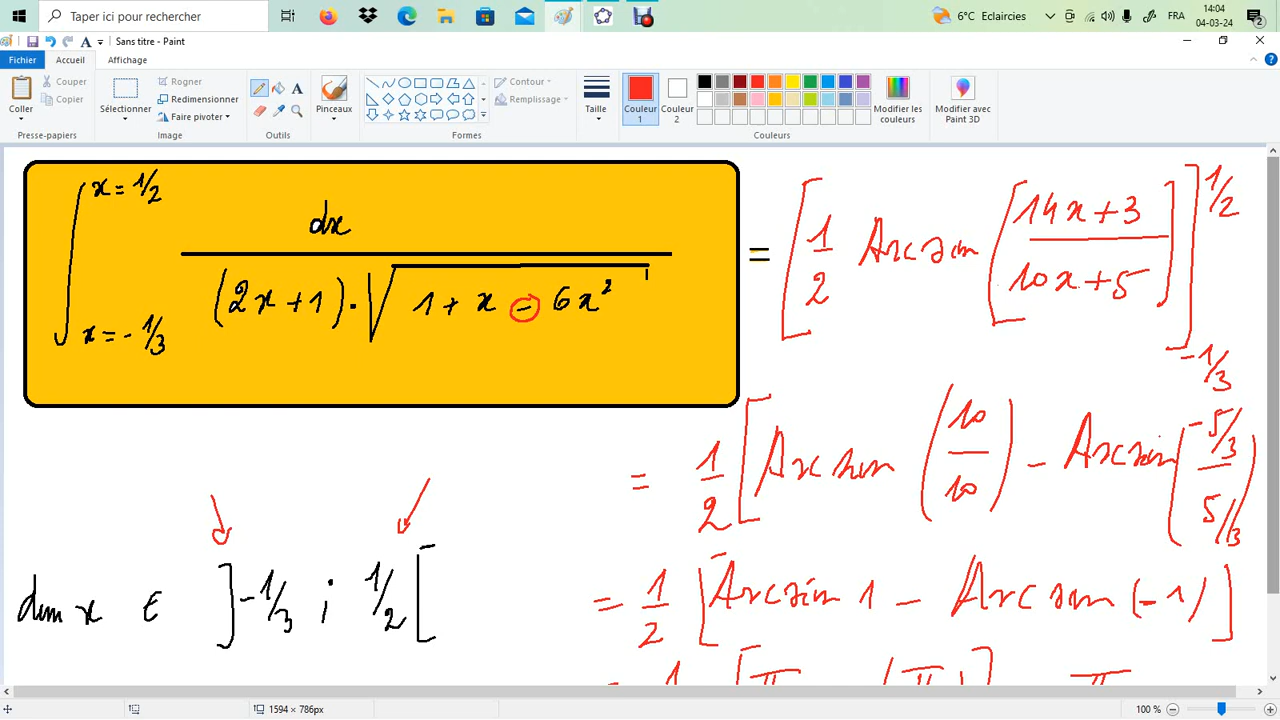 Taper ici pour rechercher
6°C Eclaircies
FRA
14:04
04-03-24
2
Sans titre - Paint
Fichier
Accueil
Affichage
Coller
Couper
Copier
Presse-papiers
Sélectionner
Rogner
Redimensionner
Faire pivoter
Image
A
Outils
Pinceaux
Contour
Remplissage
Formes
Taille
Couleur 1
Couleur 2
Modifier les couleurs
Couleurs
Modifier avec Paint 3D
∫ x = 1/2
x = - 1/3
dx
(2x + 1) · √ 1 + x - 6x²
= [ 1/2 Arcsin [ 14x + 3 / 10x + 5 ] ] 1/2
- 1/3
= 1/2 [ Arcsin ( 10/10 ) - Arcsin ( -5/3 / 5/3 )
= 1/2 [ Arcsin 1 - Arcsin (-1) ]
dom x ∈ ] -1/3 ; 1/2 [
1594 × 786px
100 %